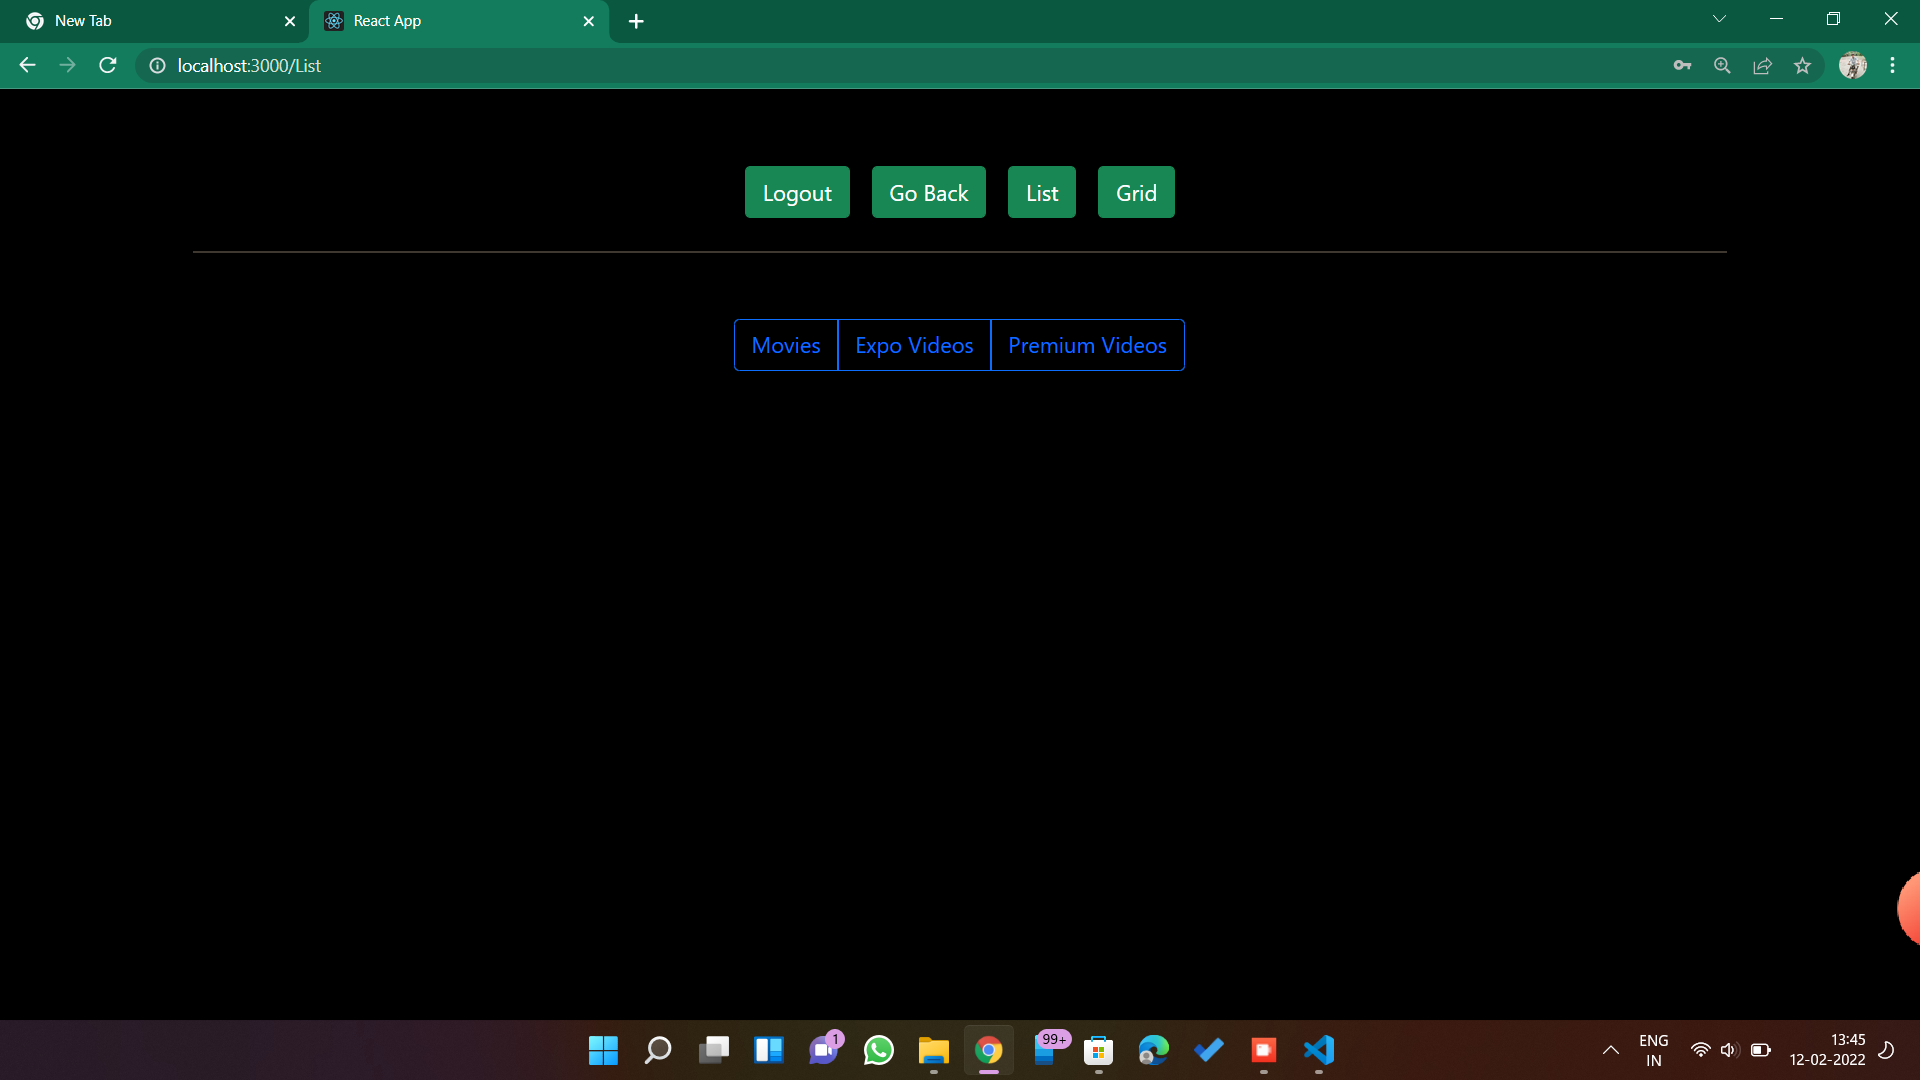 New Tab
React App
localhost:3000/List
Logout
Go Back
List
Grid
Movies
Expo Videos
Premium Videos
1
99+
ENG
IN
13:45
12-02-2022